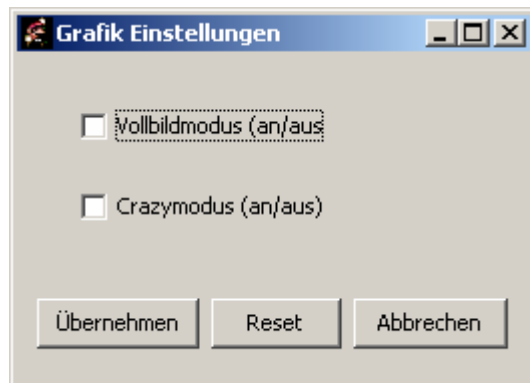 Grafik Einstellungen
Vollbildmodus (an/aus
Crazymodus (an/aus)
Übernehmen Reset Abbrechen